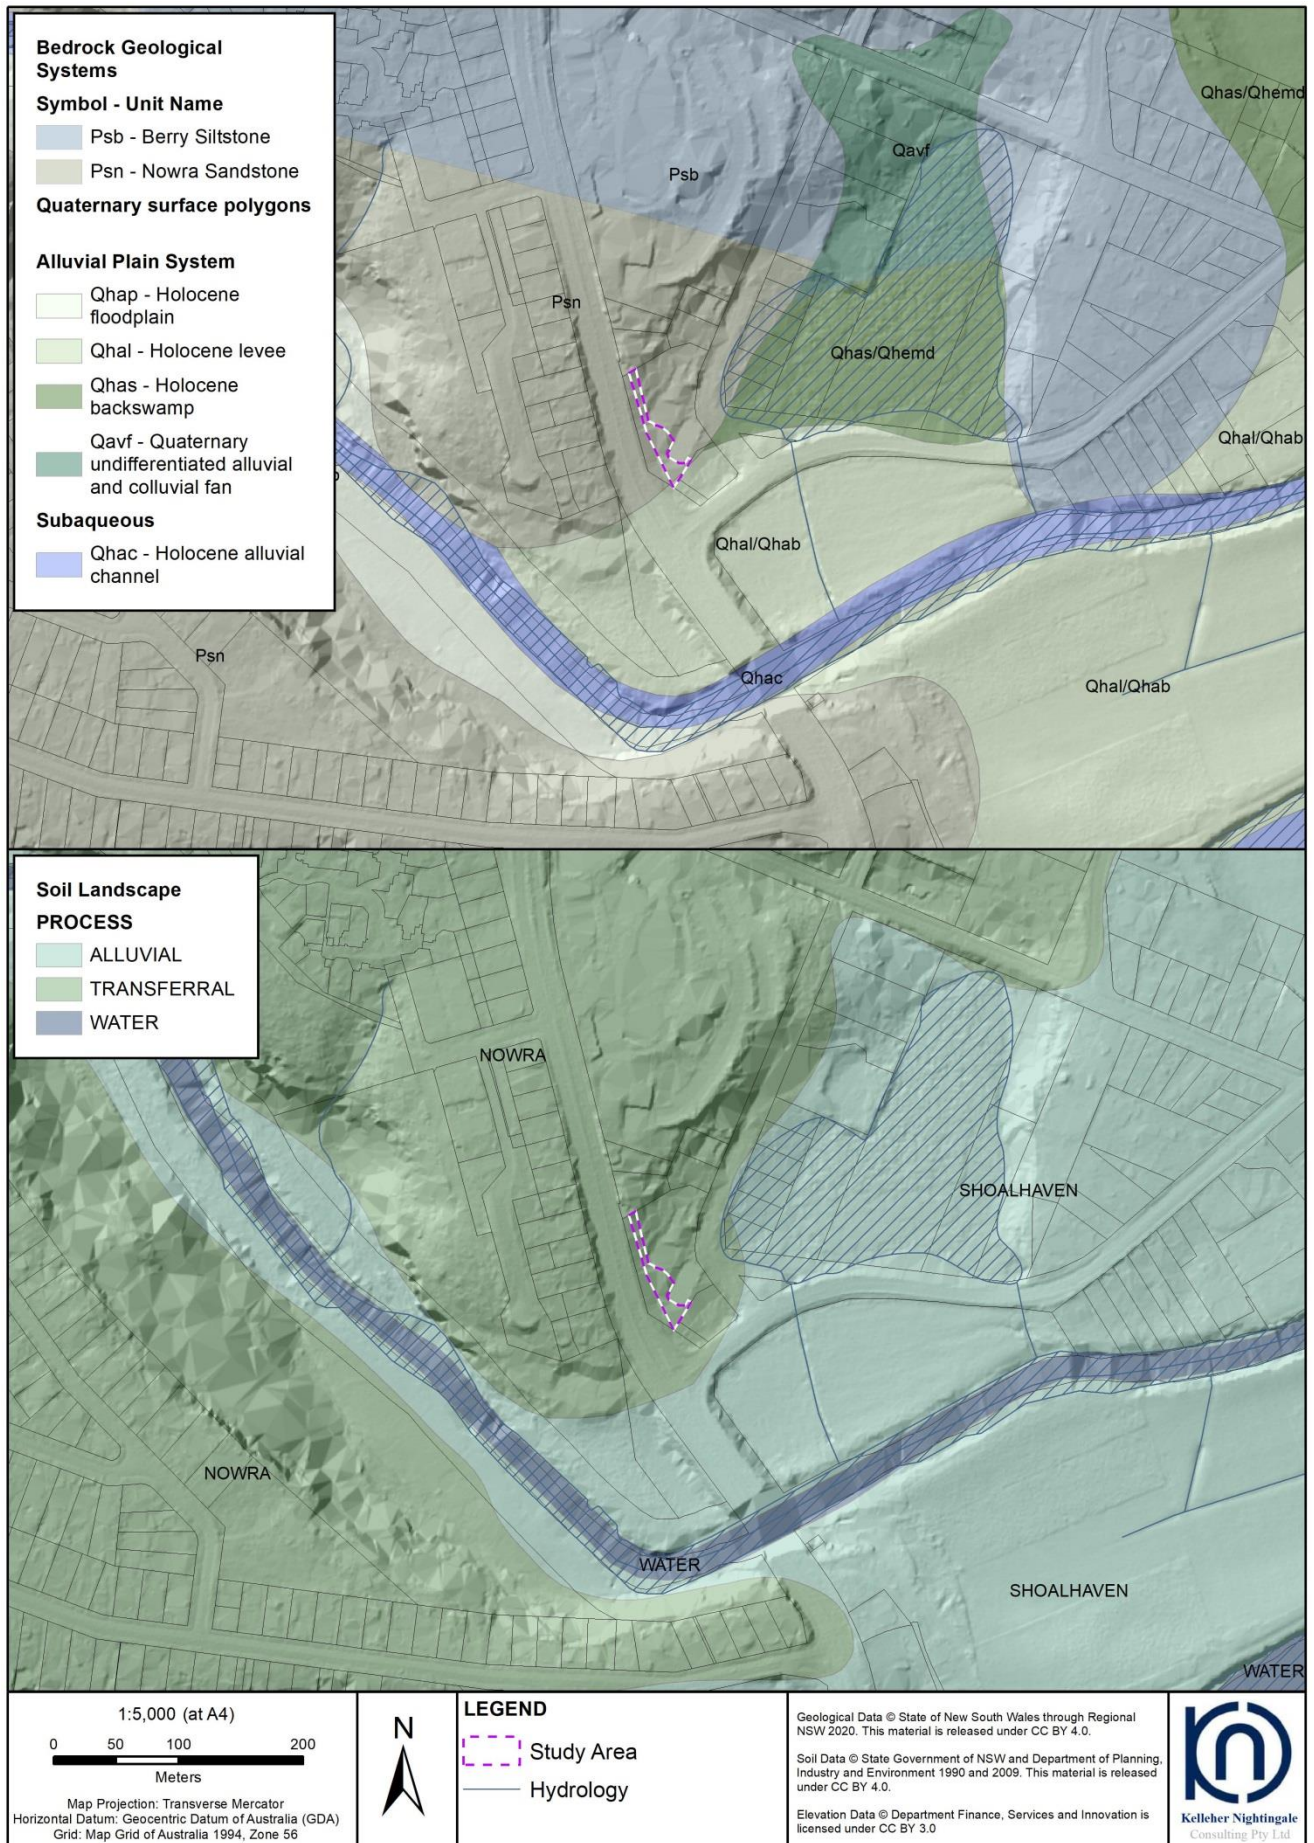 Bedrock Geological
Systems
Symbol - Unit Name
Psb - Berry Siltstone
Psn - Nowra Sandstone
Quaternary surface polygons
Alluvial Plain System
Qhap - Holocene
floodplain
Qhal - Holocene levee
Qhas - Holocene
backswamp
Qavf - Quaternary
undifferentiated alluvial
and colluvial fan
Subaqueous
Qhac - Holocene alluvial
channel
Qhas/Qhemd
Qavf
Psb
Psn
Qhas/Qhemd
Qhal/Qhab
Qhal/Qhab
Psn
Qhac
Qhal/Qhab
Soil Landscape
PROCESS
ALLUVIAL
TRANSFERRAL
WATER
NOWRA
SHOALHAVEN
NOWRA
WATER
SHOALHAVEN
WATER
1:5,000 (at A4)
0 50 100 200
Meters
Map Projection: Transverse Mercator
Horizontal Datum: Geocentric Datum of Australia (GDA)
Grid: Map Grid of Australia 1994, Zone 56
N
LEGEND
Study Area
Hydrology
Geological Data © State of New South Wales through Regional
NSW 2020. This material is released under CC BY 4.0.
Soil Data © State Government of NSW and Department of Planning,
Industry and Environment 1990 and 2009. This material is released
under CC BY 4.0.
Elevation Data © Department Finance, Services and Innovation is
licensed under CC BY 3.0
Kelleher Nightingale
Consulting Pty Ltd